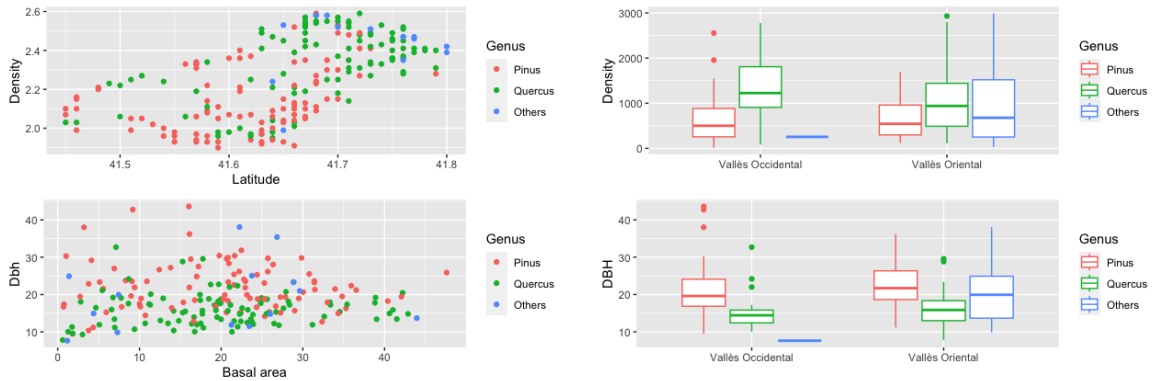 Density
2.6
2.4
2.2
2.0
41.5
41.6
41.7
41.8
Latitude
Genus
Pinus
Quercus
Others
Density
3000
2000
1000
0
Vallès Occidental
Vallès Oriental
Genus
Pinus
Quercus
Others
Dbh
40
30
20
10
0
10
20
30
40
Basal area
Genus
Pinus
Quercus
Others
DBH
40
30
20
10
Vallès Occidental
Vallès Oriental
Genus
Pinus
Quercus
Others